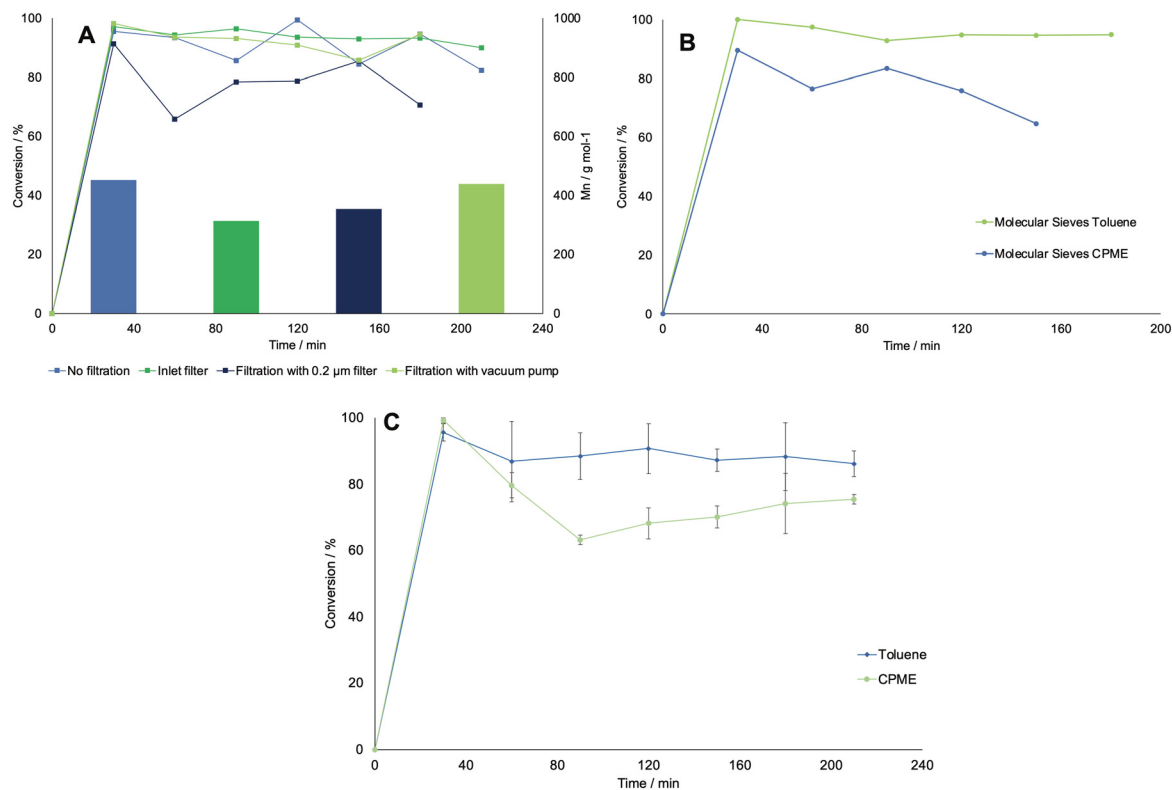 A
Conversion / %
100
80
60
40
20
0
1000
800
600
400
200
0
Mn / g mol-1
0 40 80 120 160 200 240
Time / min
No filtration Inlet filter Filtration with 0.2 µm filter Filtration with vacuum pump
B
Conversion / %
100
80
60
40
20
0
Molecular Sieves Toluene
Molecular Sieves CPME
0 40 80 120 160 200
Time / min
C
Conversion / %
100
80
60
40
20
0
Toluene
CPME
0 40 80 120 160 200 240
Time / min